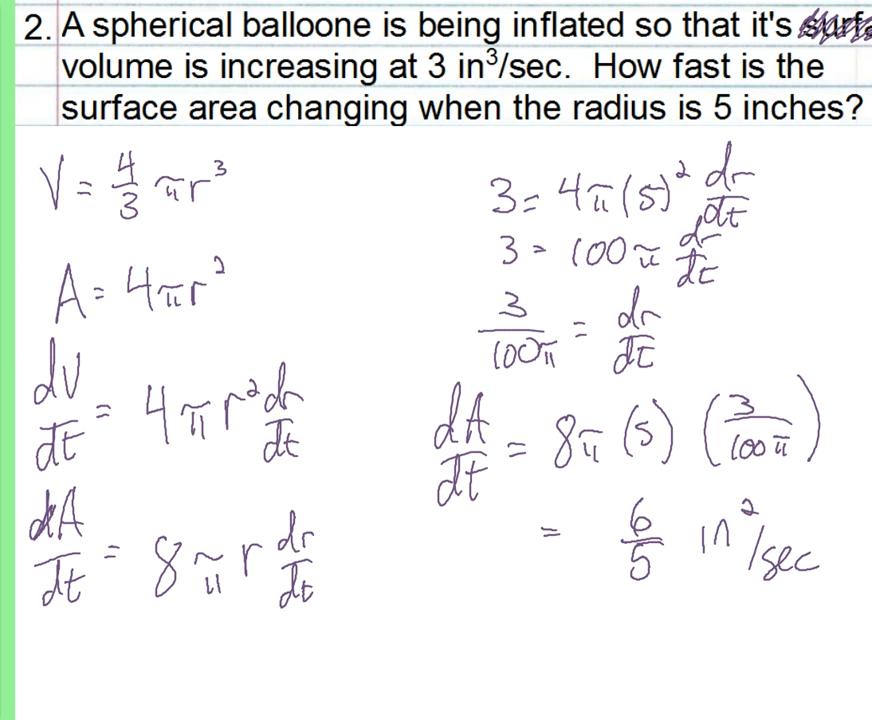 2. A spherical balloone is being inflated so that it's
volume is increasing at 3 in³/sec. How fast is the
surface area changing when the radius is 5 inches?
V = 4/3 πr³
A = 4πr²
dV/dt = 4πr² dr/dt
dA/dt = 8πr dr/dt
3 = 4π(5)² dr/dt
3 = 100π dr/dt
3/100π = dr/dt
dA/dt = 8π (5) (3/100π)
= 6/5 in²/sec